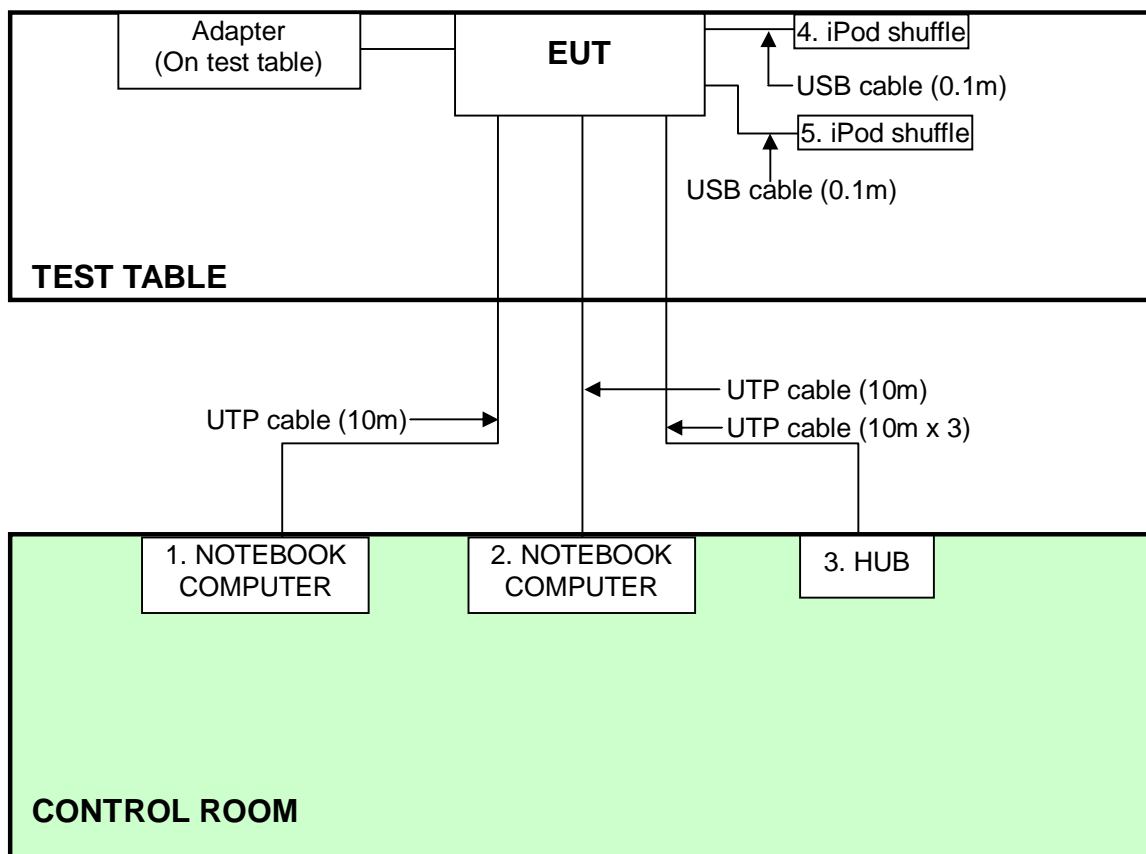 Adapter
(On test table)
EUT
4. iPod shuffle
USB cable (0.1m)
5. iPod shuffle
USB cable (0.1m)
TEST TABLE
UTP cable (10m)
UTP cable (10m)
UTP cable (10m x 3)
1. NOTEBOOK
COMPUTER
2. NOTEBOOK
COMPUTER
3. HUB
CONTROL ROOM